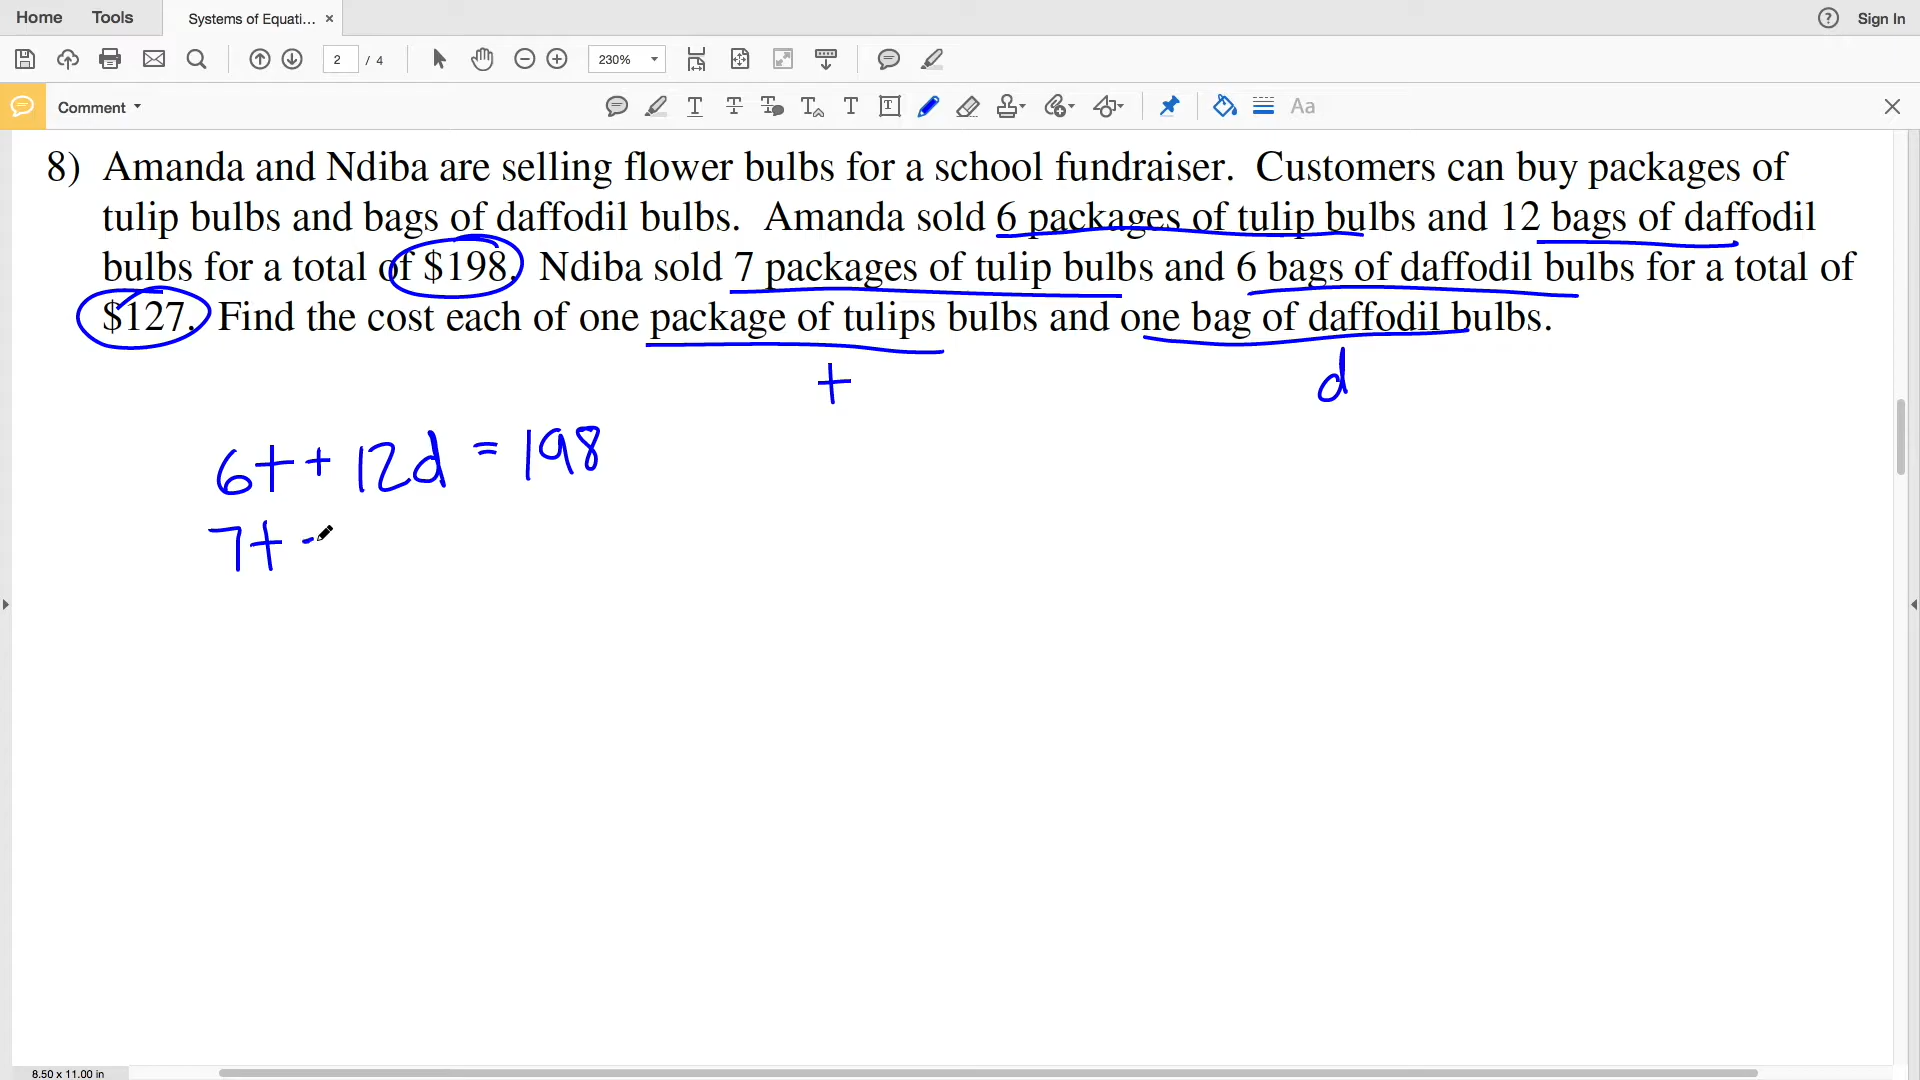 Home Tools Systems of Equati... × ? Sign In
2 / 4 230%
Comment T T T T T T Aa
8) Amanda and Ndiba are selling flower bulbs for a school fundraiser. Customers can buy packages of
tulip bulbs and bags of daffodil bulbs. Amanda sold 6 packages of tulip bulbs and 12 bags of daffodil
bulbs for a total of $198. Ndiba sold 7 packages of tulip bulbs and 6 bags of daffodil bulbs for a total of
$127. Find the cost each of one package of tulips bulbs and one bag of daffodil bulbs.
t d
6t + 12d = 198
7t -
8.50 x 11.00 in